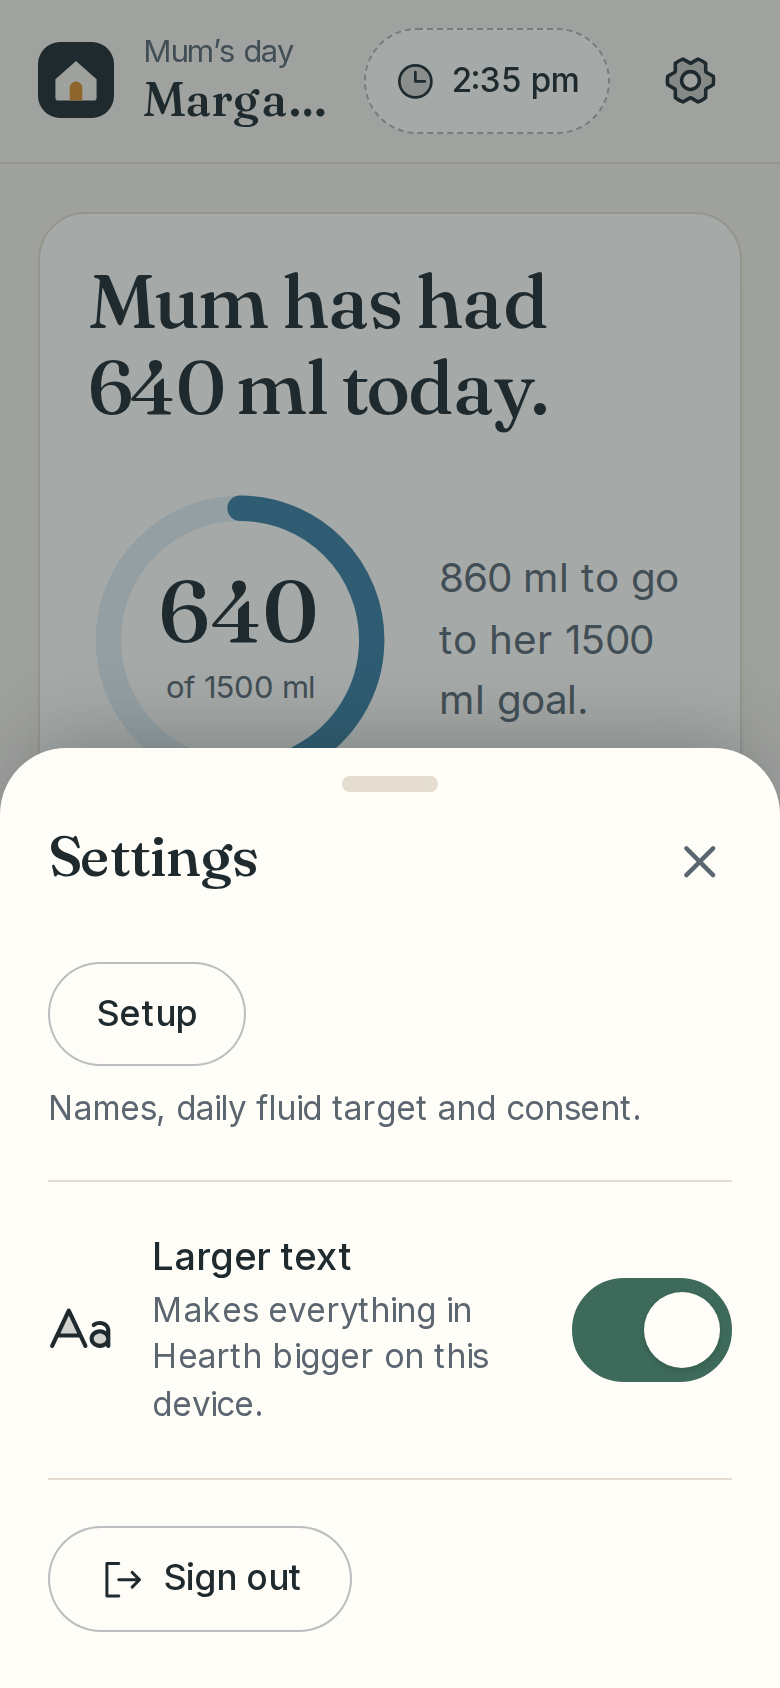 Mum's day
Marga...
2:35 pm
Mum has had
640 ml today.
640
of 1500 ml
860 ml to go
to her 1500
ml goal.
Settings
Setup
Names, daily fluid target and consent.
Aa
Larger text
Makes everything in
Hearth bigger on this
device.
Sign out